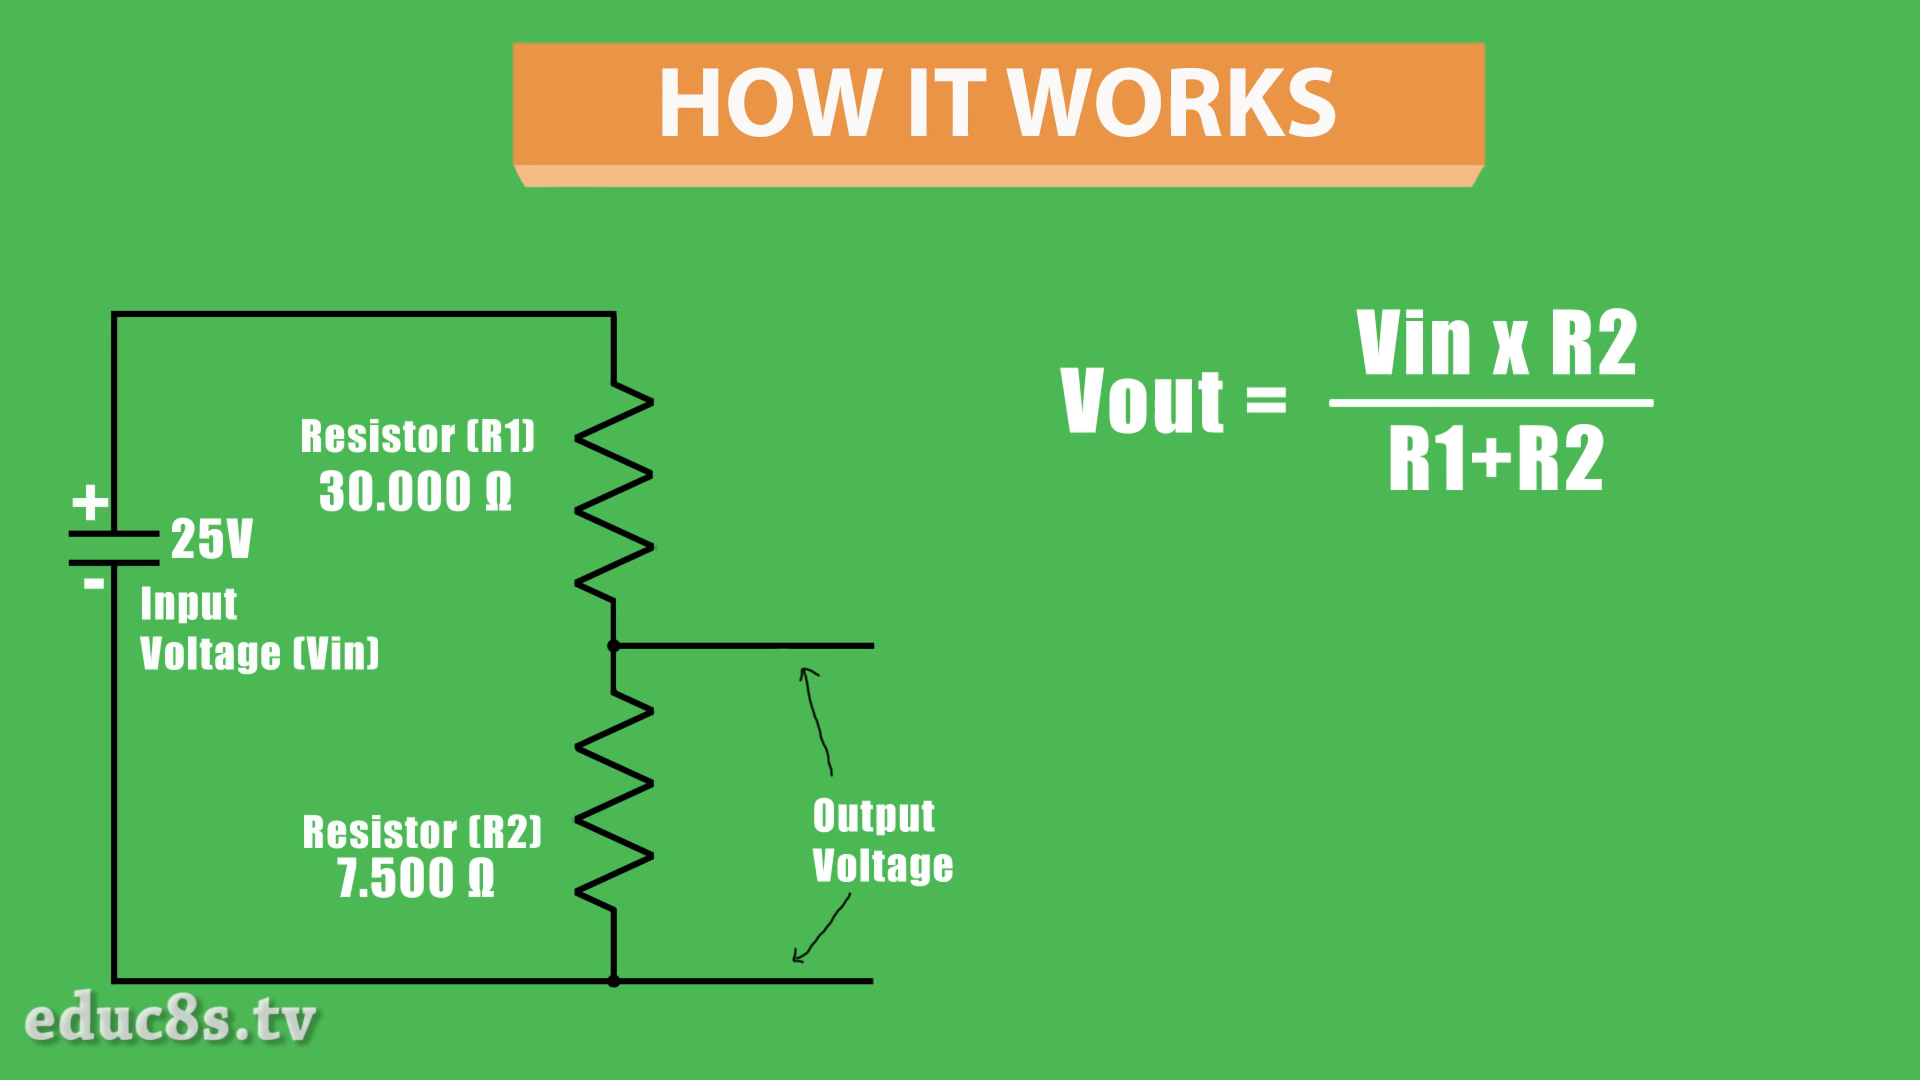 HOW IT WORKS
Resistor (R1)
30.000 Ω
+
25V
-
Input
Voltage (Vin)
Resistor (R2)
7.500 Ω
Output
Voltage
Vin x R2
Vout =
R1+R2
educ8s.tv